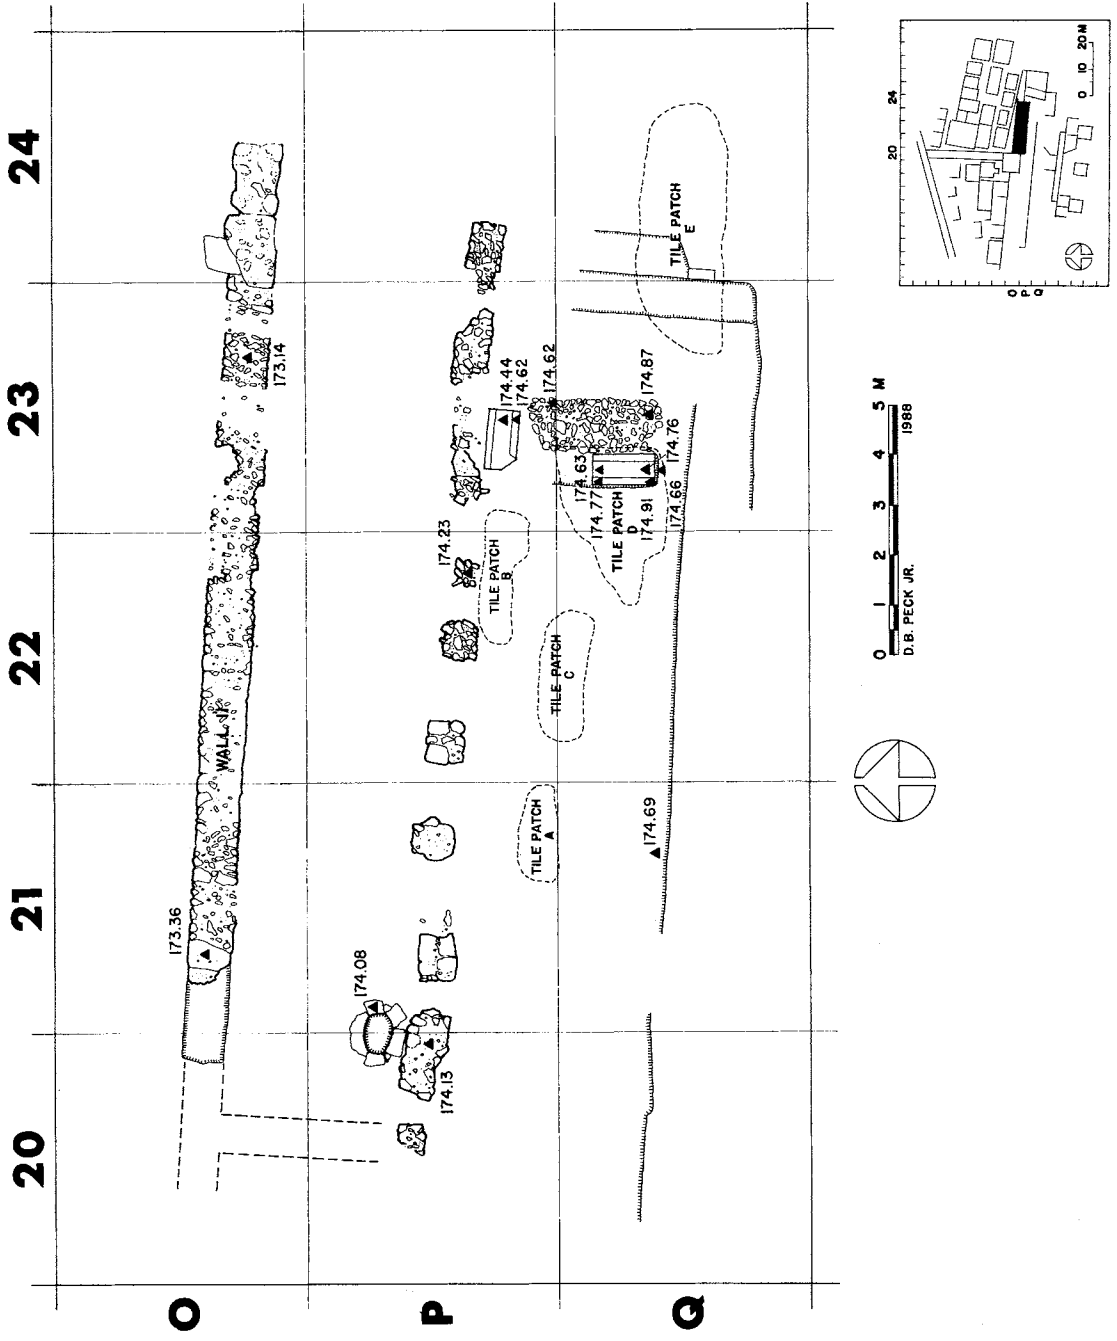 24
23
22
21
20
O
P
Q
WALL 1
173.14
173.36
174.44
174.62
174.62
174.87
174.76
174.63
174.77
174.91
174.66
174.23
174.69
174.08
174.13
TILE PATCH
E
TILE PATCH
D
TILE PATCH
B
TILE PATCH
C
TILE PATCH
A
0 1 2 3 4 5 M
D.B. PECK JR. 1988
20 24
O
P
Q
0 10 20 M